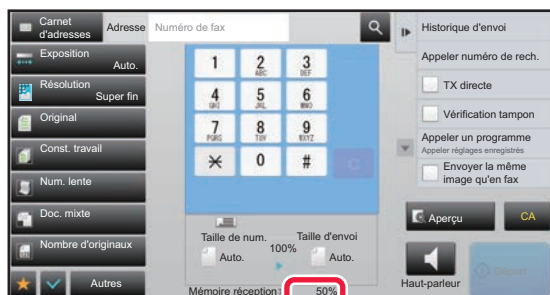 Carnet
d'adresses
Adresse
Numéro de fax
Exposition
Auto.
Résolution
Super fin
Original
Const. travail
Num. lente
Doc. mixte
Nombre d'originaux
Autres
1
2
ABC
3
DEF
4
GHI
5
JKL
6
MNO
7
PQRS
8
TUV
9
WXYZ
0
#
C
Taille de num.
100%
Taille d'envoi
Auto.
Auto.
Mémoire réception :
50%
Historique d'envoi
Appeler numéro de rech.
TX directe
Vérification tampon
Appeler un programme
Appeler réglages enregistrés
Envoyer la même
image qu'en fax
Aperçu
CA
Haut-parleur
Départ